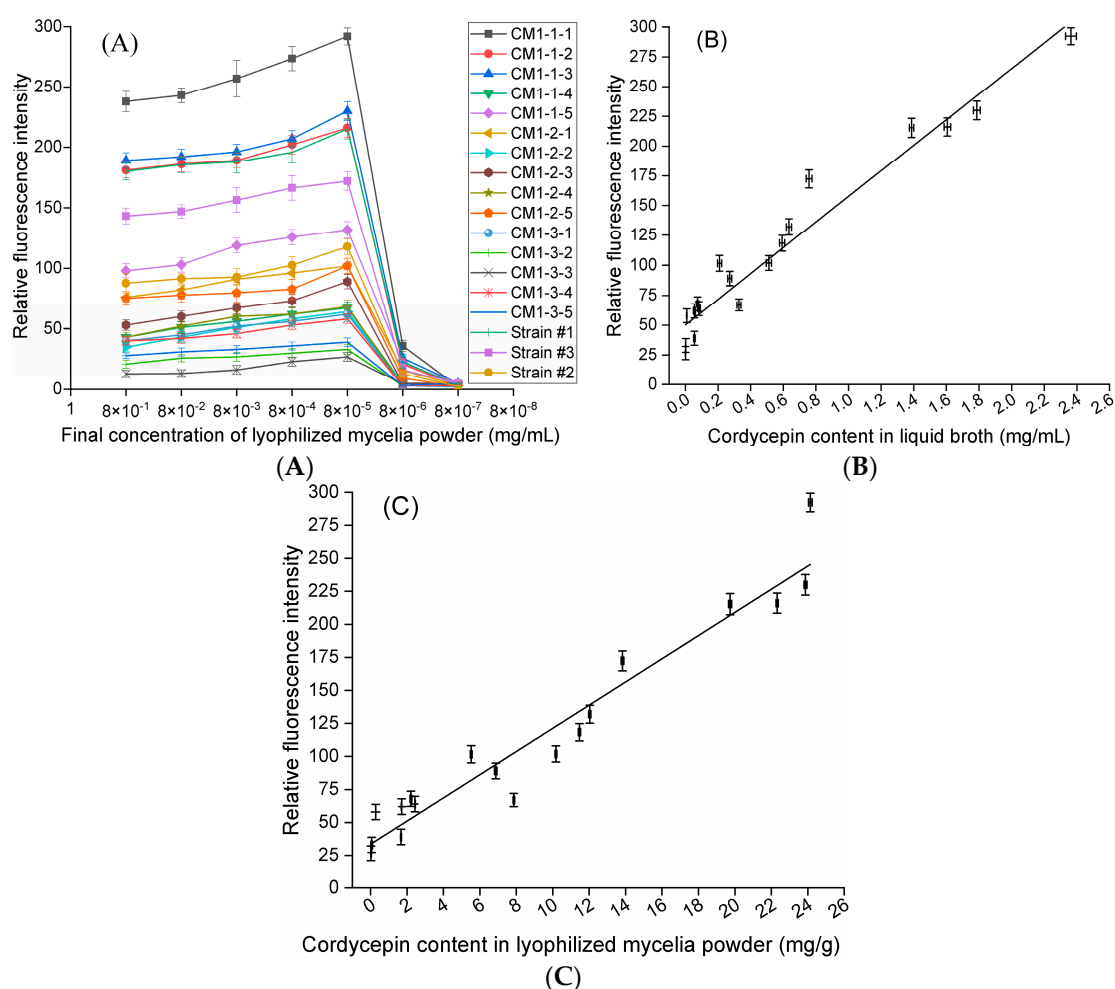 (A)
Relative fluorescence intensity
300
250
200
150
100
50
0
1 8×10⁻¹ 8×10⁻² 8×10⁻³ 8×10⁻⁴ 8×10⁻⁵ 8×10⁻⁶ 8×10⁻⁷ 8×10⁻⁸
Final concentration of lyophilized mycelia powder (mg/mL)
CM1-1-1
CM1-1-2
CM1-1-3
CM1-1-4
CM1-1-5
CM1-2-1
CM1-2-2
CM1-2-3
CM1-2-4
CM1-2-5
CM1-3-1
CM1-3-2
CM1-3-3
CM1-3-4
CM1-3-5
Strain #1
Strain #3
Strain #2
(A)
(B)
Relative fluorescence intensity
300
275
250
225
200
175
150
125
100
75
50
25
0
0.0 0.2 0.4 0.6 0.8 1.0 1.2 1.4 1.6 1.8 2.0 2.2 2.4 2.6
Cordycepin content in liquid broth (mg/mL)
(B)
(C)
Relative fluorescence intensity
300
275
250
225
200
175
150
125
100
75
50
25
0
0 2 4 6 8 10 12 14 16 18 20 22 24 26
Cordycepin content in lyophilized mycelia powder (mg/g)
(C)